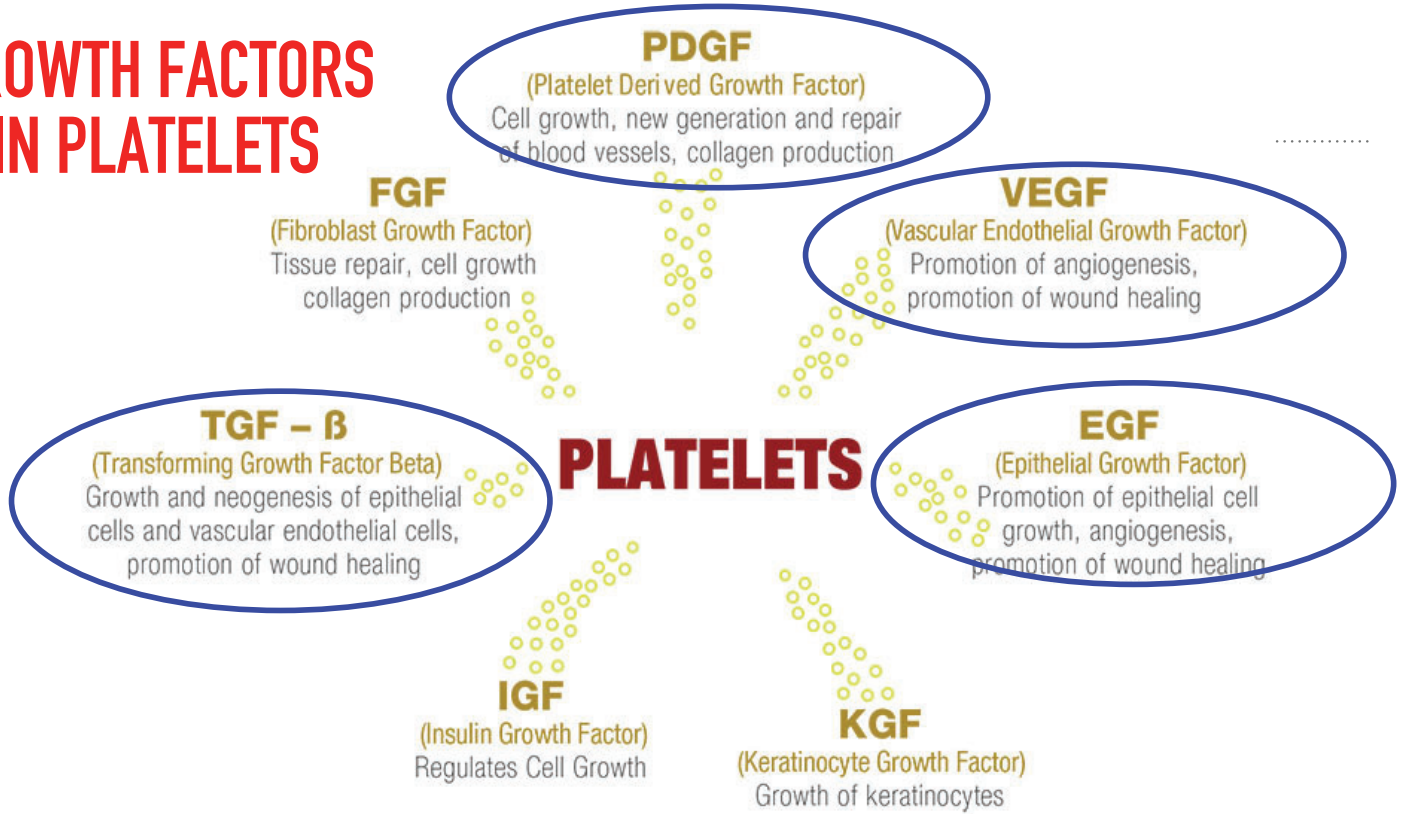 ROWTH FACTORS
IN PLATELETS
PDGF
(Platelet Derived Growth Factor)
Cell growth, new generation and repair
of blood vessels, collagen production
FGF
(Fibroblast Growth Factor)
Tissue repair, cell growth
collagen production
VEGF
(Vascular Endothelial Growth Factor)
Promotion of angiogenesis,
promotion of wound healing
TGF – ß
(Transforming Growth Factor Beta)
Growth and neogenesis of epithelial
cells and vascular endothelial cells,
promotion of wound healing
PLATELETS
EGF
(Epithelial Growth Factor)
Promotion of epithelial cell
growth, angiogenesis,
promotion of wound healing
IGF
(Insulin Growth Factor)
Regulates Cell Growth
KGF
(Keratinocyte Growth Factor)
Growth of keratinocytes